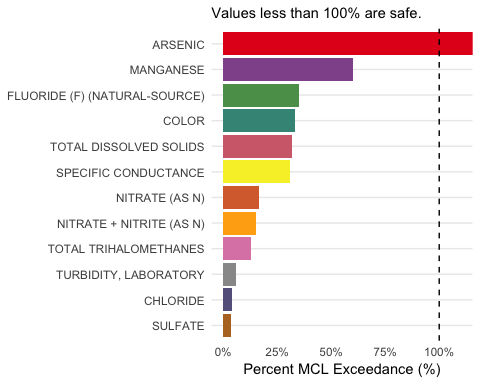 Values less than 100% are safe.
ARSENIC
MANGANESE
FLUORIDE (F) (NATURAL-SOURCE)
COLOR
TOTAL DISSOLVED SOLIDS
SPECIFIC CONDUCTANCE
NITRATE (AS N)
NITRATE + NITRITE (AS N)
TOTAL TRIHALOMETHANES
TURBIDITY, LABORATORY
CHLORIDE
SULFATE
0% 25% 50% 75% 100%
Percent MCL Exceedance (%)